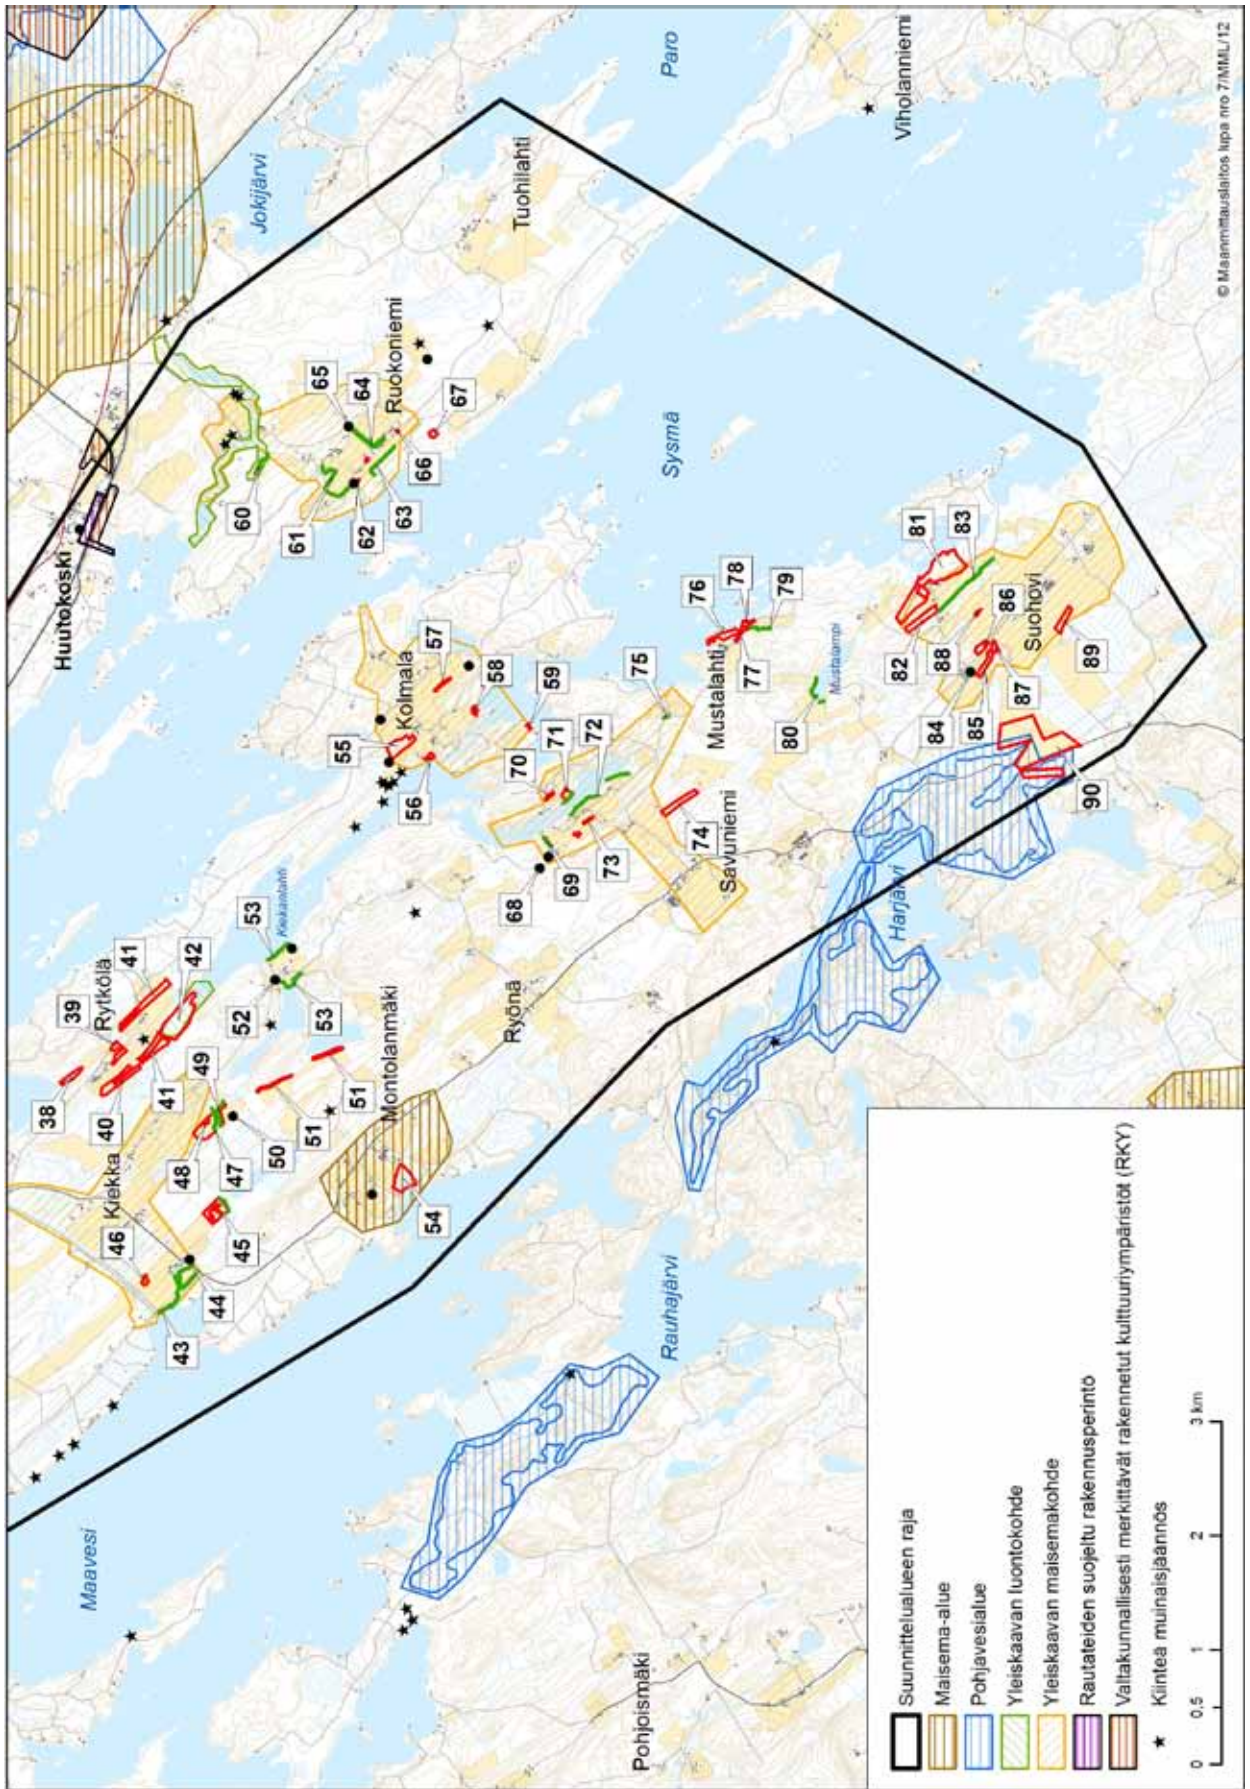 Huutokoski
Jokijärvi
Paro
Tuohilahti
Viholanniemi
Ruokoniemi
60
61
62
63
64
65
66
67
Sysmä
Kolmala
55
56
57
58
59
Rytkölä
38
39
40
41
41
42
Kiekka
43
44
45
46
47
48
49
50
51
51
52
53
53
Kiekanlahti
Montolanmäki
54
Ryönä
68
69
70
71
72
73
74
75
Savuniemi
Mustalahti
76
77
78
79
80
Mustalampi
81
82
83
84
85
86
87
88
89
90
Suohovi
Harjärvi
Rauhajärvi
Maavesi
Pohjoismäki
Suunnittelualueen raja
Maisema-alue
Pohjavesialue
Yleiskaavan luontokohde
Yleiskaavan maisemakohde
Rautateiden suojeltu rakennusperintö
Valtakunnallisesti merkittävät rakennetut kulttuuriympäristöt (RKY)
Kiinteä muinaisjäännös
0 0,5 1 2 3 km
© Maanmittauslaitos lupa nro 7/MML/12